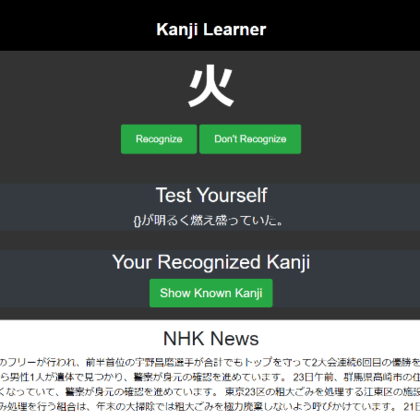 Kanji Learner
火
Recognize
Don't Recognize
Test Yourself
{}が明るく燃え盛っていた。
Your Recognized Kanji
Show Known Kanji
NHK News
のフリーが行われ、前半首位の宇野昌磨選手が合計でもトップを守って2大会連続6回目の優勝を
ら男性1人が遺体で見つかり、警察が身元の確認を進めています。 23日午前、群馬県高崎市の住
くなっていて、警察が身元の確認を進めています。 東京23区の粗大ごみを処理する江東区の施設
み処理を行う組合は、年末の大掃除では粗大ごみを極力廃棄しないよう呼びかけています。